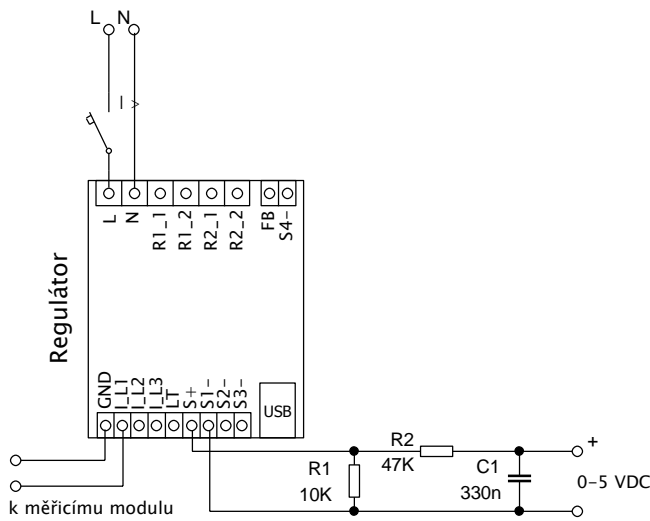 L N
I >
L
N
R1_1
R1_2
R2_1
R2_2
FB
S4-
Regulátor
GND
I_L1
I_L2
I_L3
LT
S+
S1-
S2-
S3-
USB
R2
47K
+
R1
10K
C1
330n
0-5 VDC
k měřicímu modulu